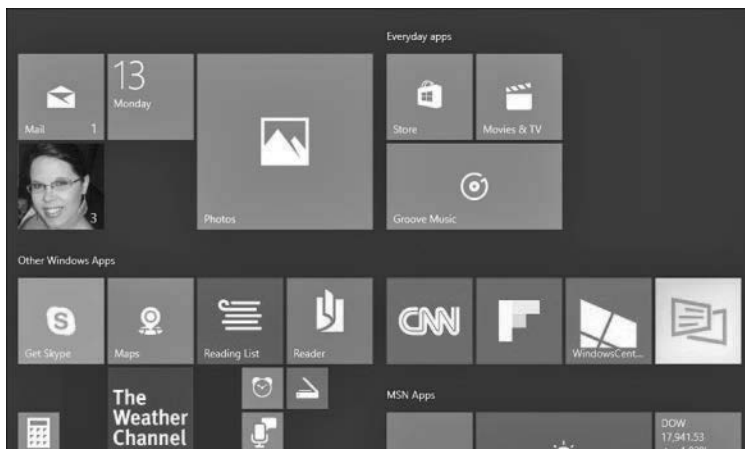 Everyday apps
13
Monday
Mail 1
Store
Movies & TV
3
Photos
Groove Music
Other Windows Apps
S
Get Skype
Maps
Reading List
Reader
CNN
WindowsCent...
The
Weather
Channel
MSN Apps
DOW
17,941.53